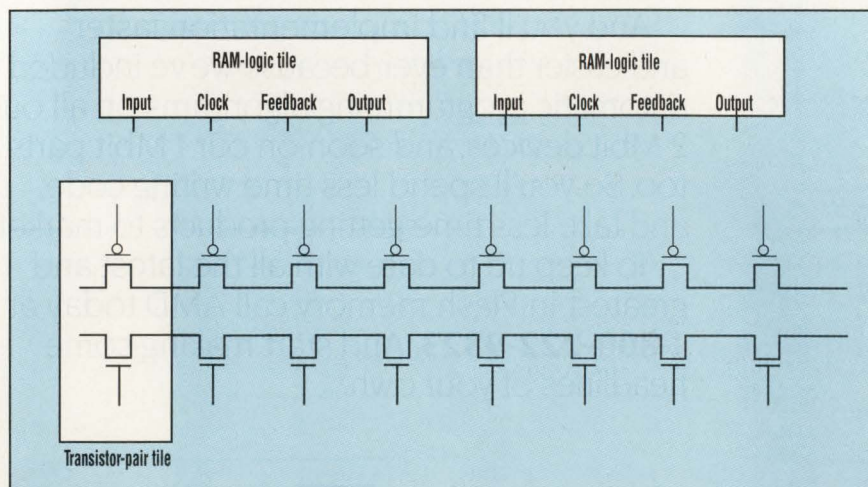 RAM-logic tile RAM-logic tile
Input Clock Feedback Output Input Clock Feedback Output
Transistor-pair tile